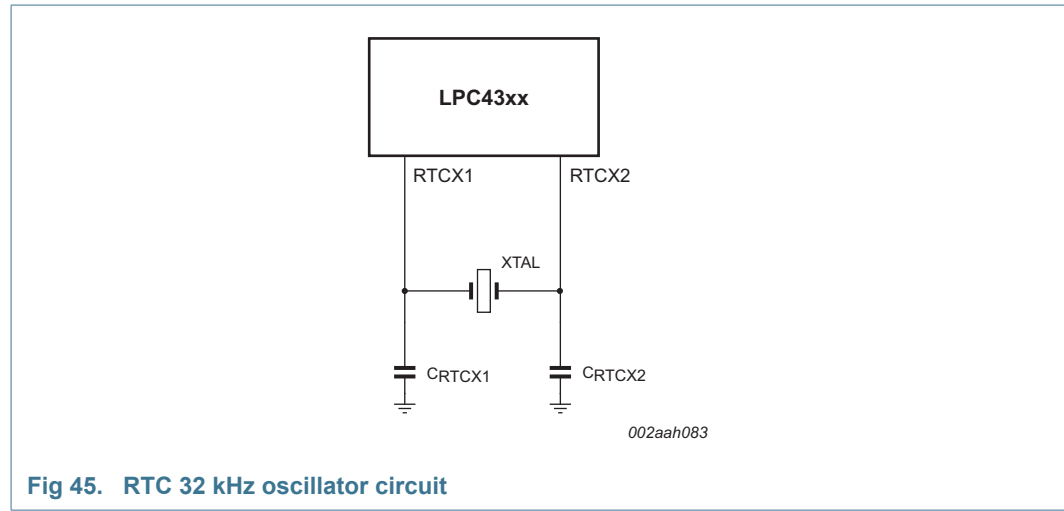 LPC43xx
RTCX1 RTCX2
XTAL
CRTCX1 CRTCX2
002aah083
Fig 45. RTC 32 kHz oscillator circuit